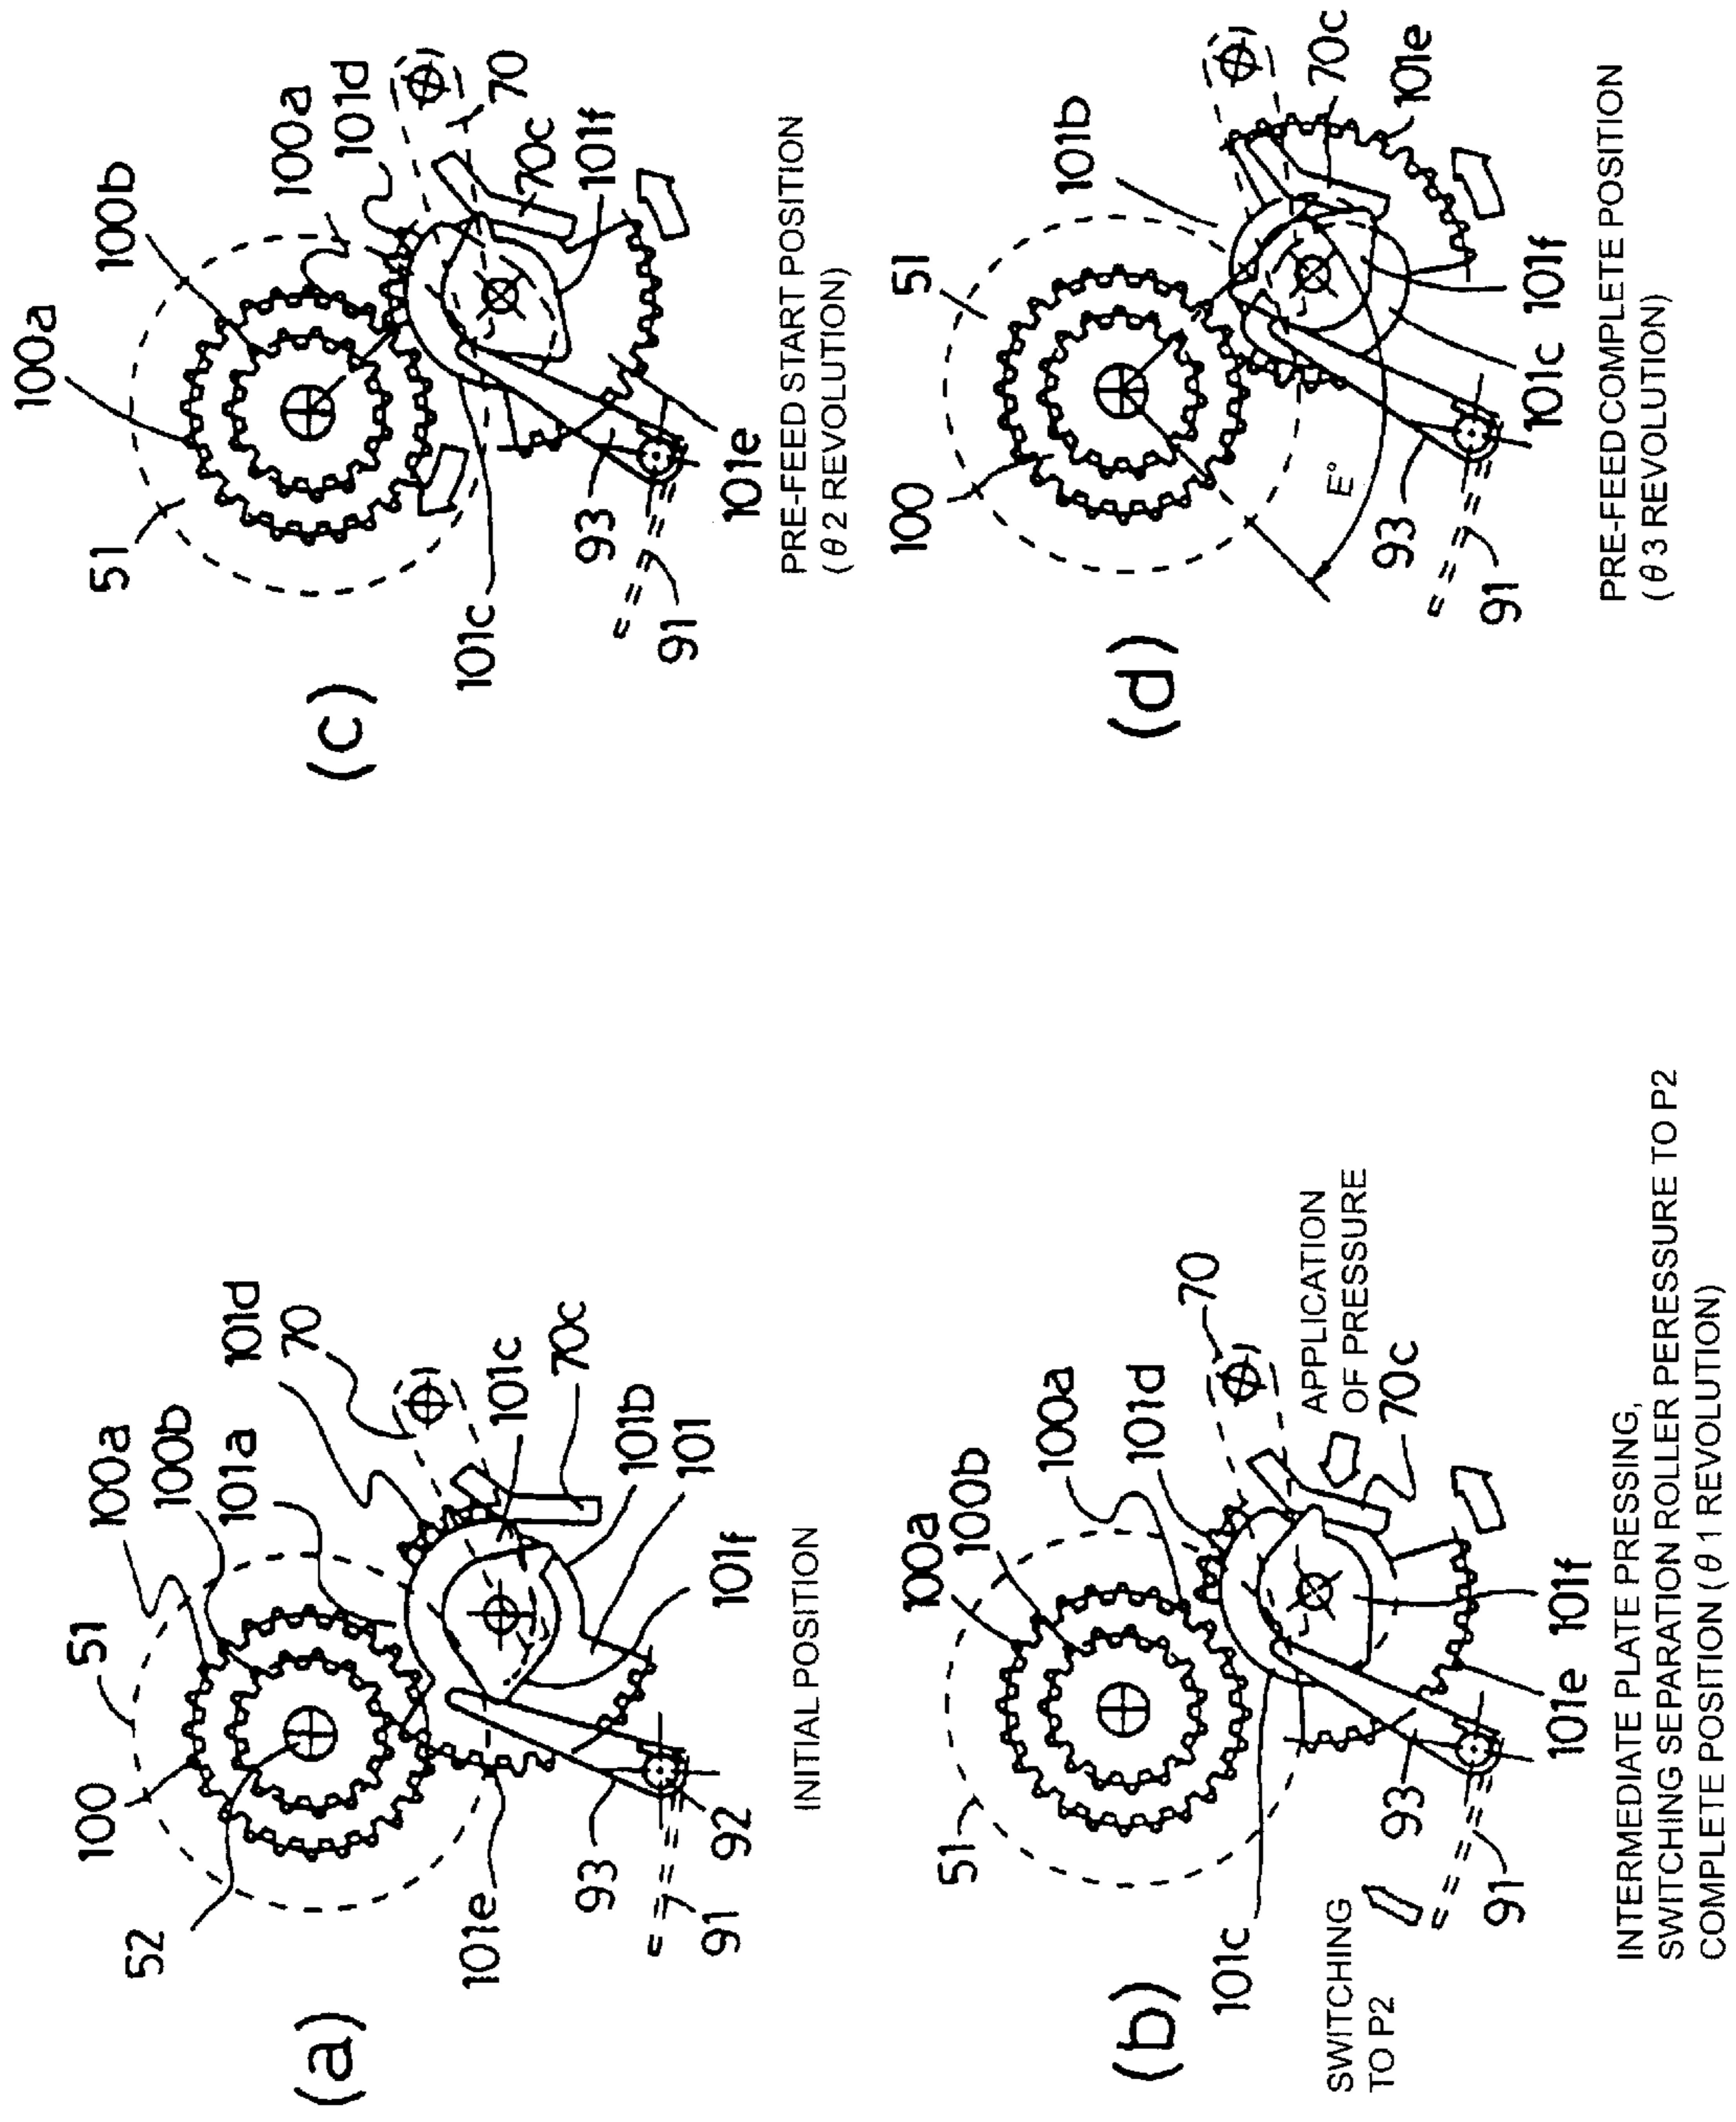 (a)
51
100
100a
100b
101a
101d
70
52
101c
70c
101b
101
101f
101e
93
91
92
INITIAL POSITION
(b)
51
100a
100b
100a
101d
70
APPLICATION
OF PRESSURE
70c
101c
SWITCHING
TO P2
93
91
101e
101f
INTERMEDIATE PLATE PRESSING,
SWITCHING SEPARATION ROLLER PERESSURE TO P2
COMPLETE POSITION (θ1 REVOLUTION)
(c)
51
100a
100b
100a
101d
70
70c
101f
101c
93
91
101e
PRE-FEED START POSITION
(θ2 REVOLUTION)
(d)
100
51
101b
70c
101e
E°
93
91
101c
101f
PRE-FEED COMPLETE POSITION
(θ3 REVOLUTION)